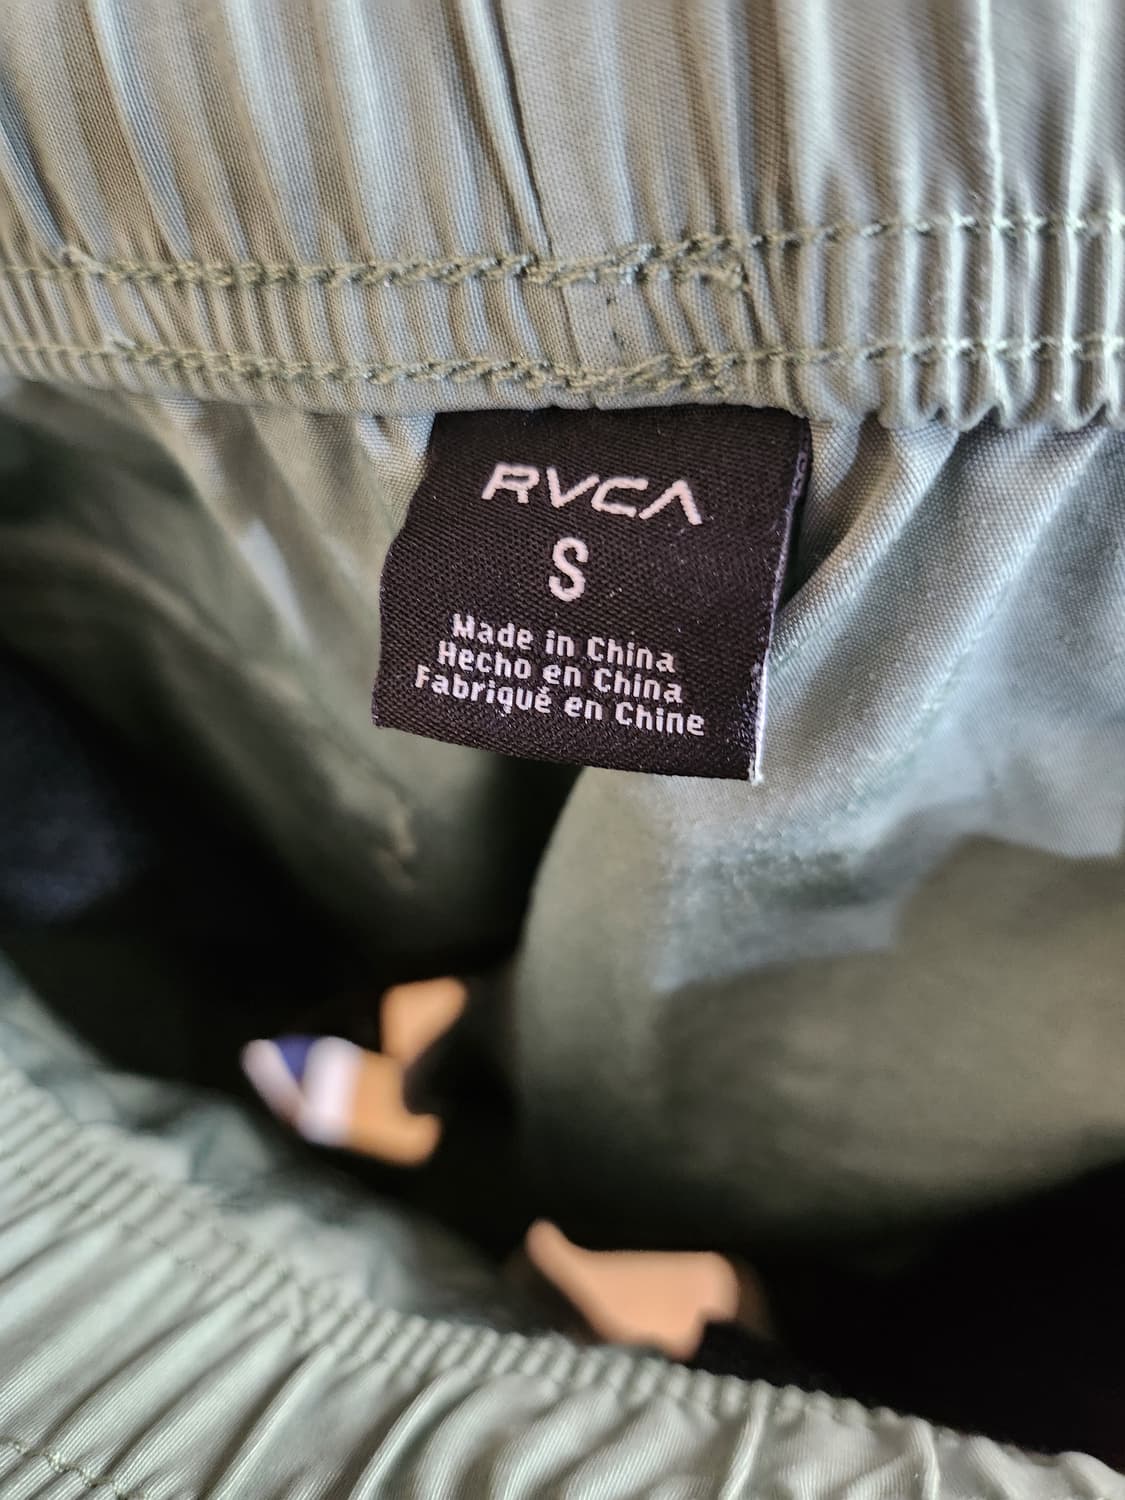 RVCA
S
Made in China
Hecho en China
Fabriqué en Chine